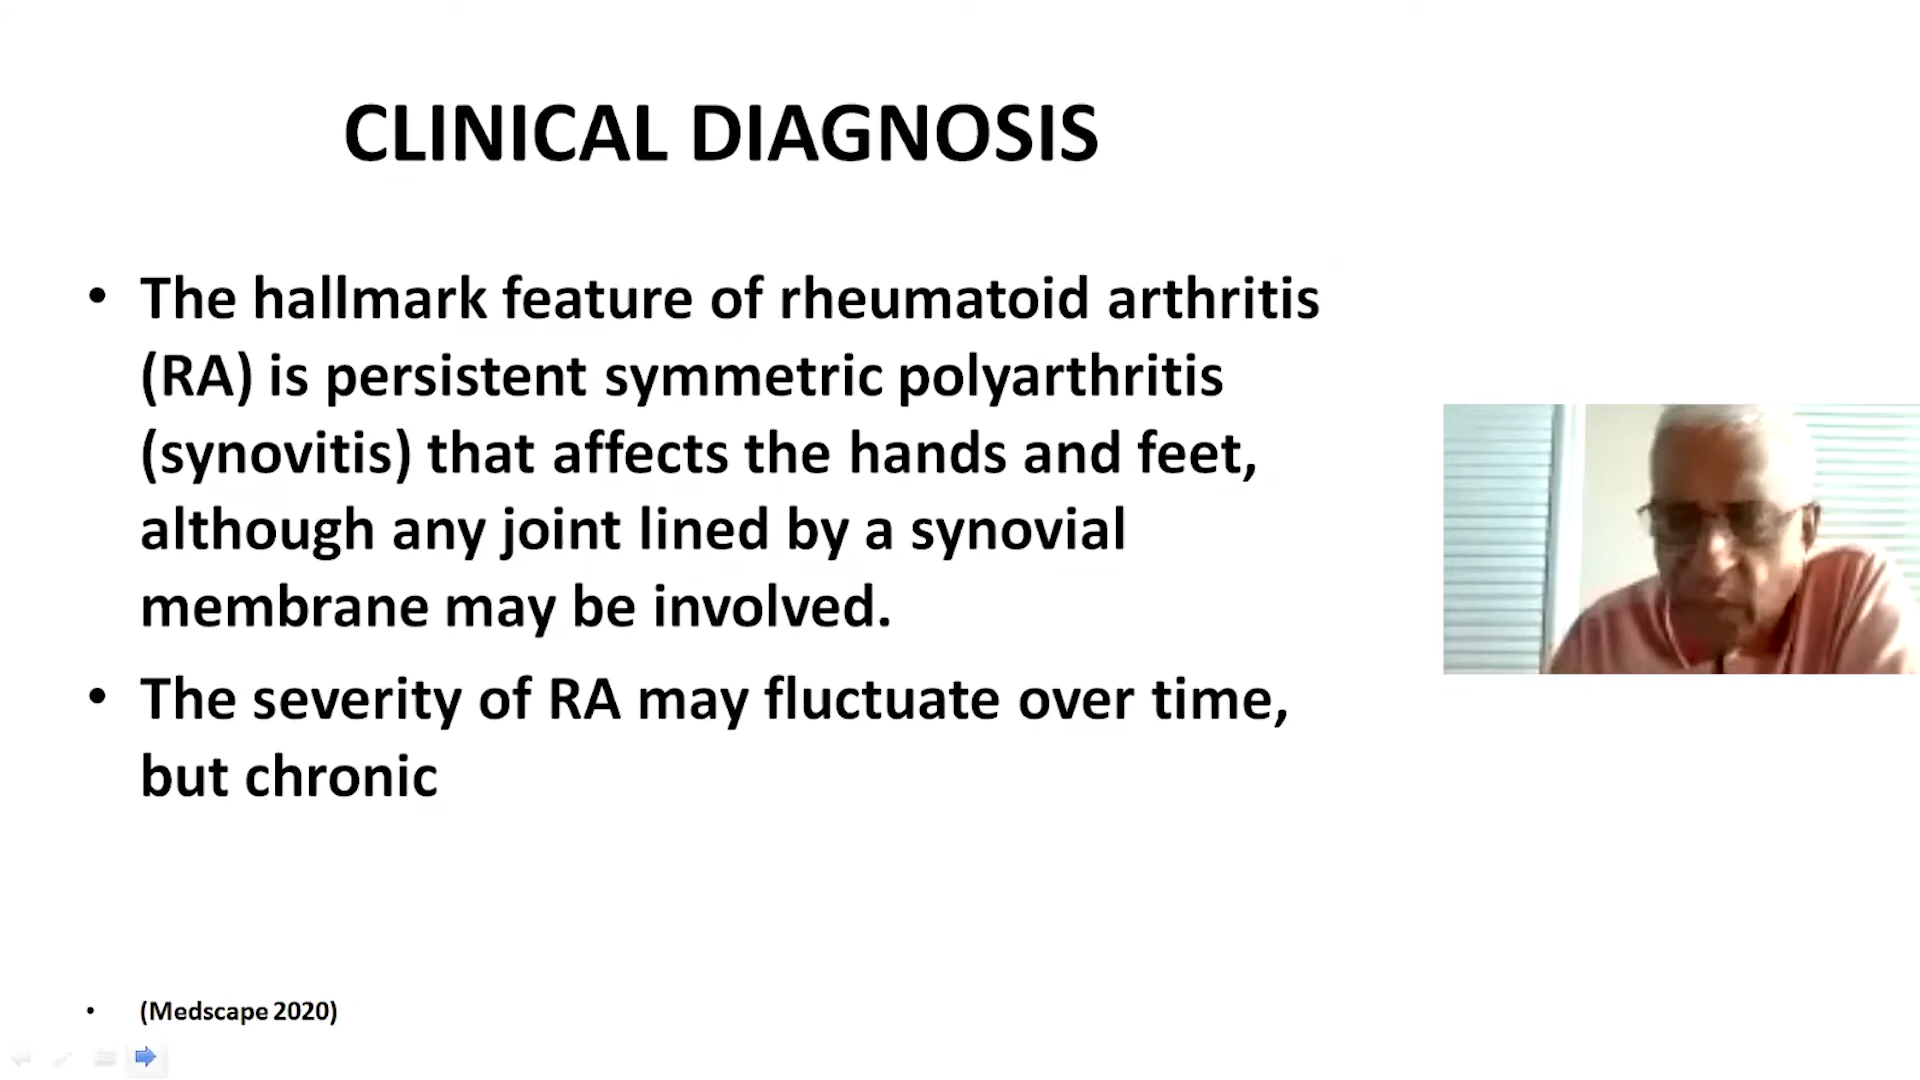 CLINICAL DIAGNOSIS
• The hallmark feature of rheumatoid arthritis
(RA) is persistent symmetric polyarthritis
(synovitis) that affects the hands and feet,
although any joint lined by a synovial
membrane may be involved.
• The severity of RA may fluctuate over time,
but chronic
• (Medscape 2020)